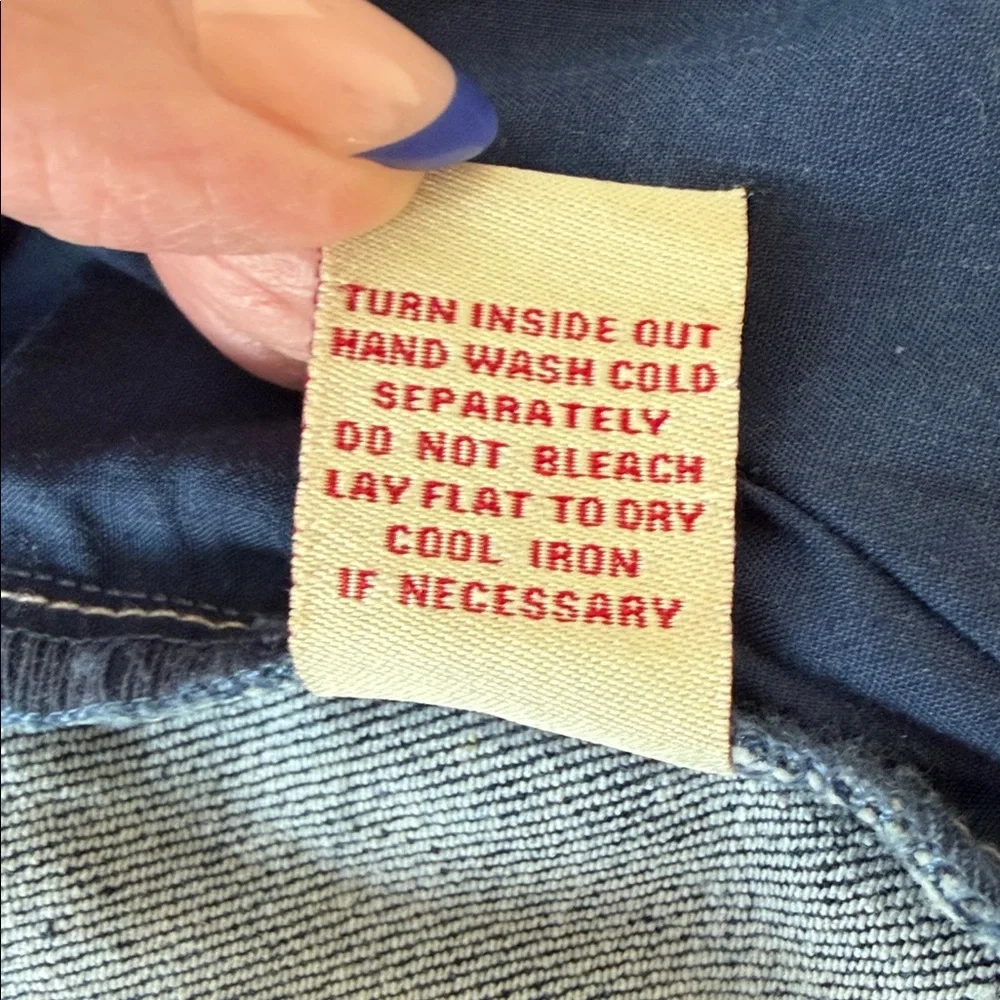 TURN INSIDE OUT
HAND WASH COLD
SEPARATELY
DO NOT BLEACH
LAY FLAT TO DRY
COOL IRON
IF NECESSARY